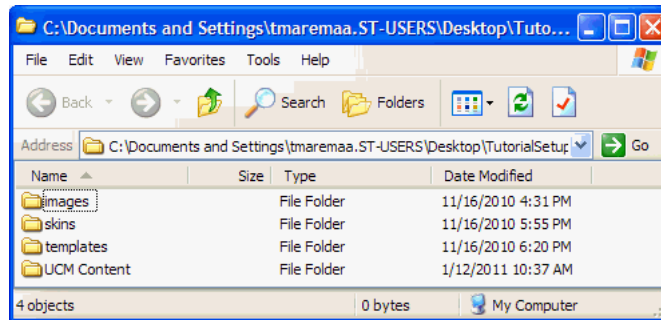 C:\Documents and Settings\tmaremaa.ST-USERS\Desktop\Tuto...
File Edit View Favorites Tools Help
Back Search Folders
Address C:\Documents and Settings\tmaremaa.ST-USERS\Desktop\TutorialSetup Go
Name Size Type Date Modified
images File Folder 11/16/2010 4:31 PM
skins File Folder 11/16/2010 5:55 PM
templates File Folder 11/16/2010 6:20 PM
UCM Content File Folder 1/12/2011 10:37 AM
4 objects 0 bytes My Computer